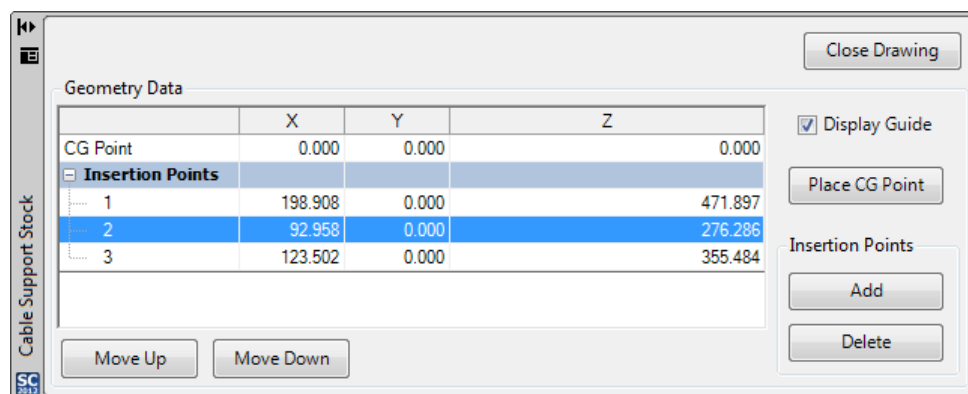 Close Drawing
Geometry Data
X Y Z
CG Point 0.000 0.000 0.000
Insertion Points
1 198.908 0.000 471.897
2 92.958 0.000 276.286
3 123.502 0.000 355.484
Move Up Move Down
Display Guide
Place CG Point
Insertion Points
Add
Delete
Cable Support Stock
SC
2012